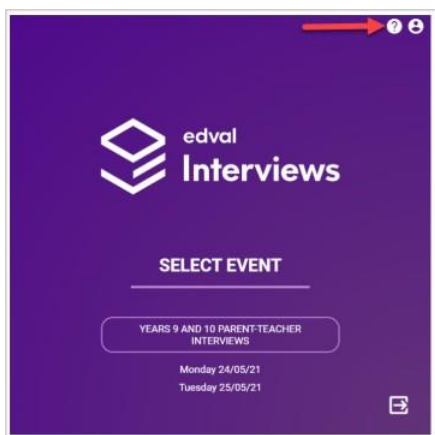 ?
edval
Interviews
SELECT EVENT
YEARS 9 AND 10 PARENT-TEACHER
INTERVIEWS
Monday 24/05/21
Tuesday 25/05/21